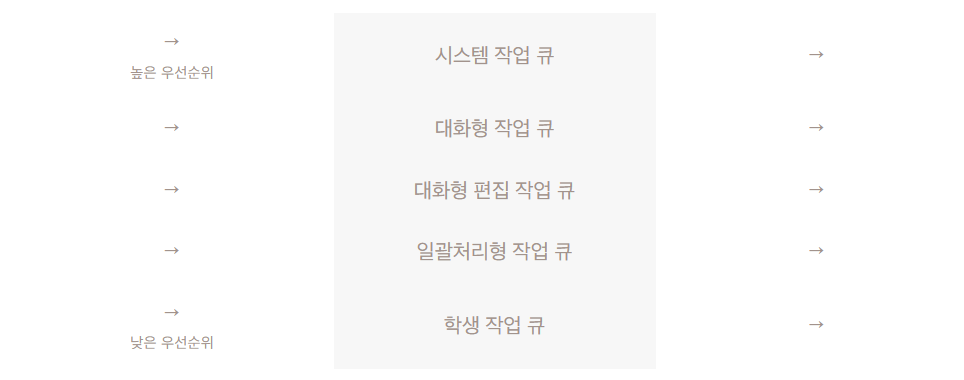 → 시스템 작업 큐 →
높은 우선순위
→ 대화형 작업 큐 →
→ 대화형 편집 작업 큐 →
→ 일괄처리형 작업 큐 →
→ 학생 작업 큐 →
낮은 우선순위